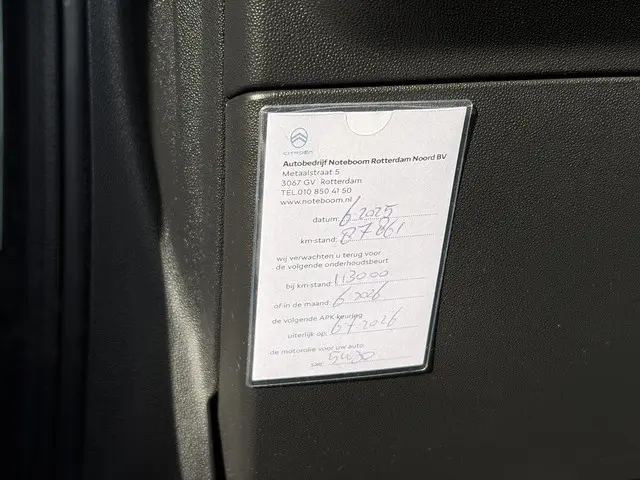 CITROËN
Autobedrijf Noteboom Rotterdam Noord BV
Metaalstraat 5
3067 GV Rotterdam
TEL.010 850 41 50
www.noteboom.nl
datum: 6 2025
km-stand: 87861
wij verwachten u terug voor
de volgende onderhoudsbeurt
bij km-stand: 113000
of in de maand: 6 2026
de volgende APK keuring
uiterlijk op: 6 7 2026
de motorolie voor uw auto
sae: 5W30